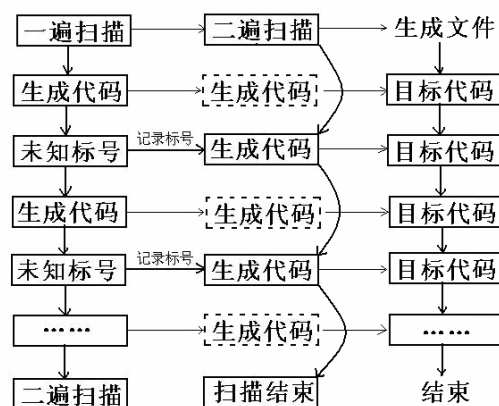 一遍扫描 二遍扫描 生成文件
生成代码 生成代码 目标代码
未知标号 记录标号 生成代码 目标代码
生成代码 生成代码 目标代码
未知标号 记录标号 生成代码 目标代码
…… 生成代码 ……
二遍扫描 扫描结束 结束